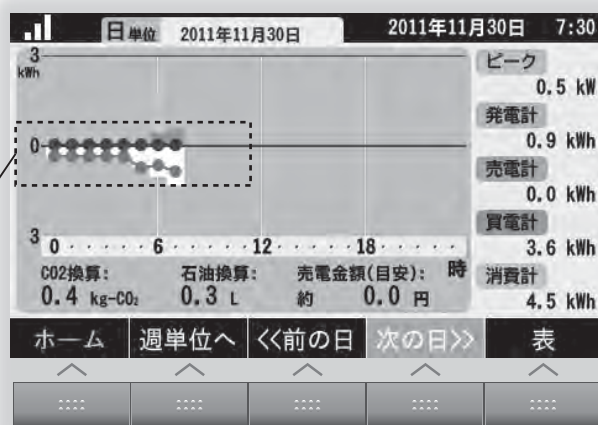 日単位 2011年11月30日 2011年11月30日 7:30
3
kWh
0
3
0 · · · · · 6 · · · · · 12 · · · · · 18 · · · · · 時
ピーク
0.5 kW
発電計
0.9 kWh
売電計
0.0 kWh
買電計
3.6 kWh
消費計
4.5 kWh
CO2換算: 石油換算: 売電金額(目安):
0.4 kg-CO₂ 0.3 L 約 0.0 円
ホーム 週単位へ <<前の日 次の日>> 表